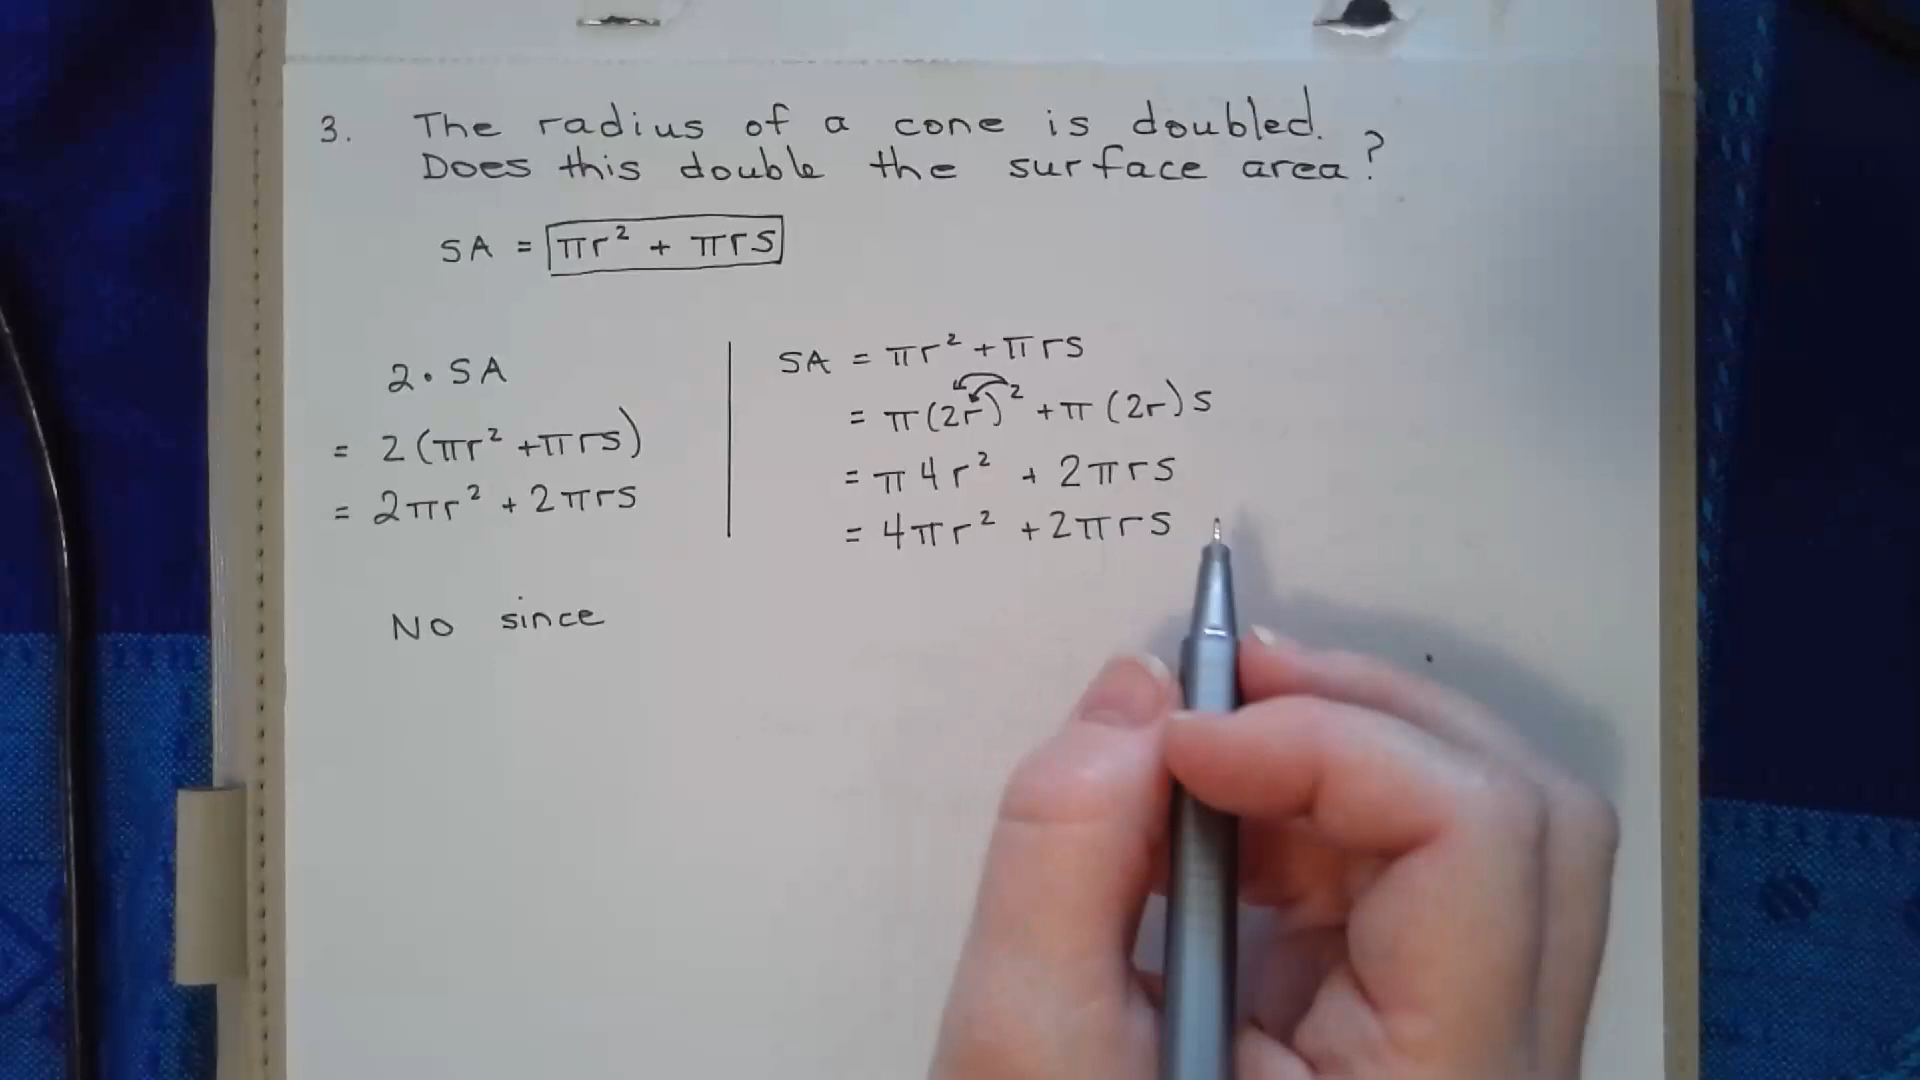 3. The radius of a cone is doubled.
Does this double the surface area?
SA = πr² + πrs
2 · SA
= 2(πr² + πrs)
= 2πr² + 2πrs
SA = πr² + πrs
= π(2r)² + π(2r)s
= π4r² + 2πrs
= 4πr² + 2πrs
No since